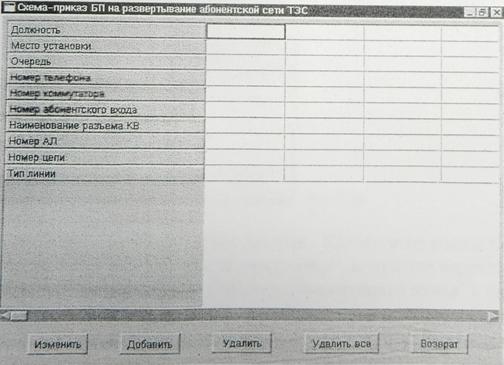 Схема-приказ БП на развертывание абонентской сети ТЗС
Должность
Место установки
Очередь
Номер телефона
Номер коммутатора
Номер абонентского входа
Наименование разъема КВ
Номер АЛ
Номер цепи
Тип линии
Изменить Добавить Удалить Удалить все Возврат